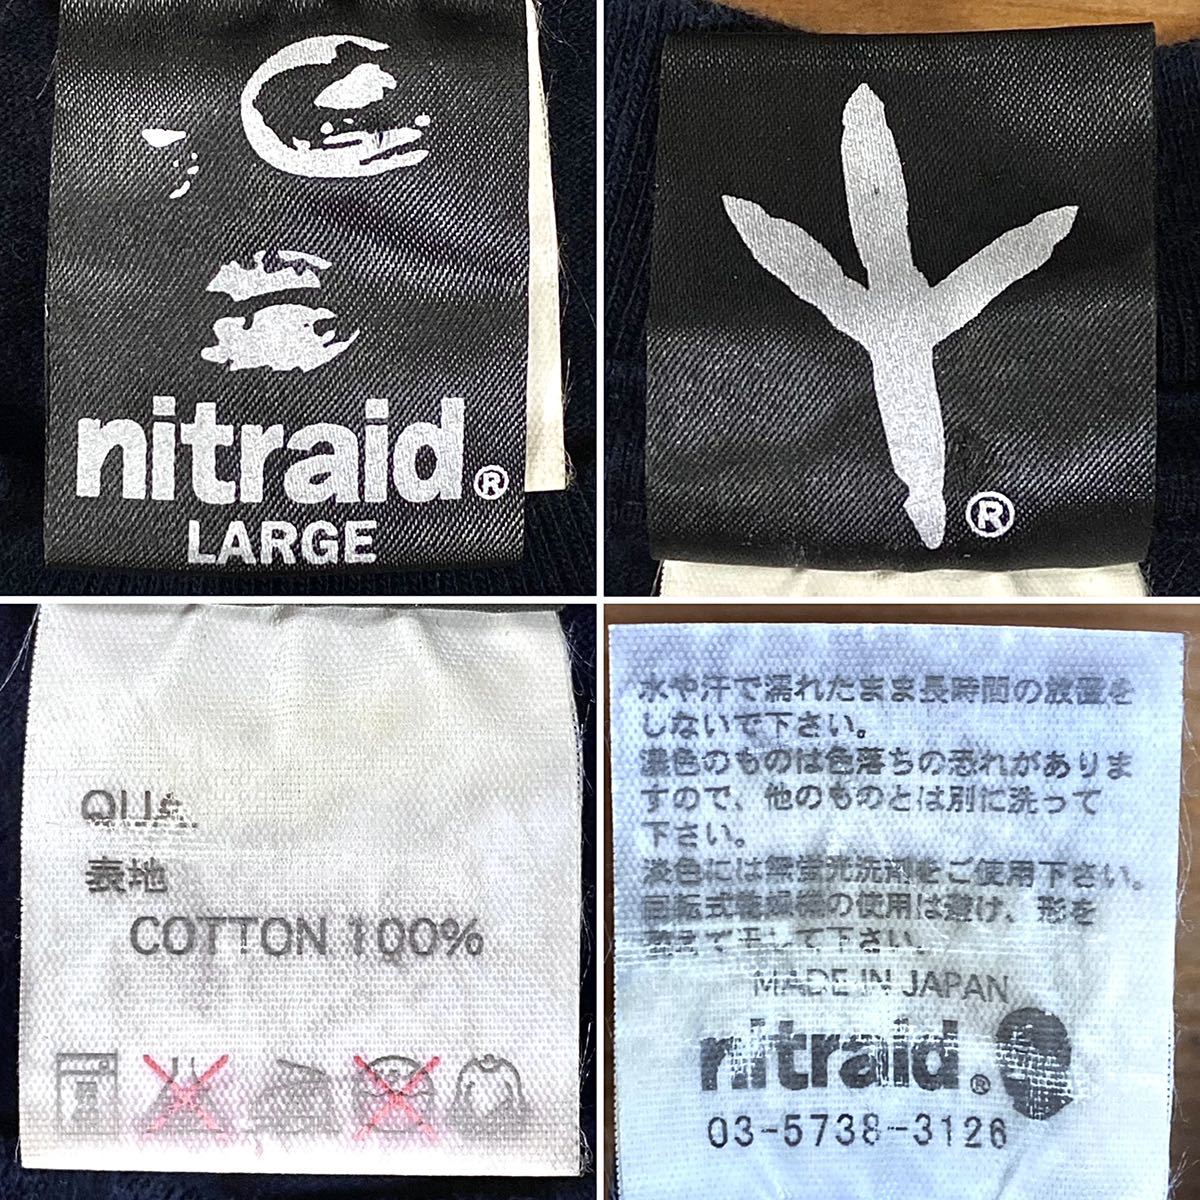 nitraid®
LARGE
®
QUA.
表地
COTTON 100%
水や汗で濡れたまま長時間の放置を
しないで下さい。
濃色のものは色落ちの恐れがありま
すので、他のものとは別に洗って
下さい。
淡色には無蛍光洗剤をご使用下さい。
回転式乾燥機の使用は避け、形を
整えて干して下さい。
MADE IN JAPAN
nitraid®
03-5738-3126